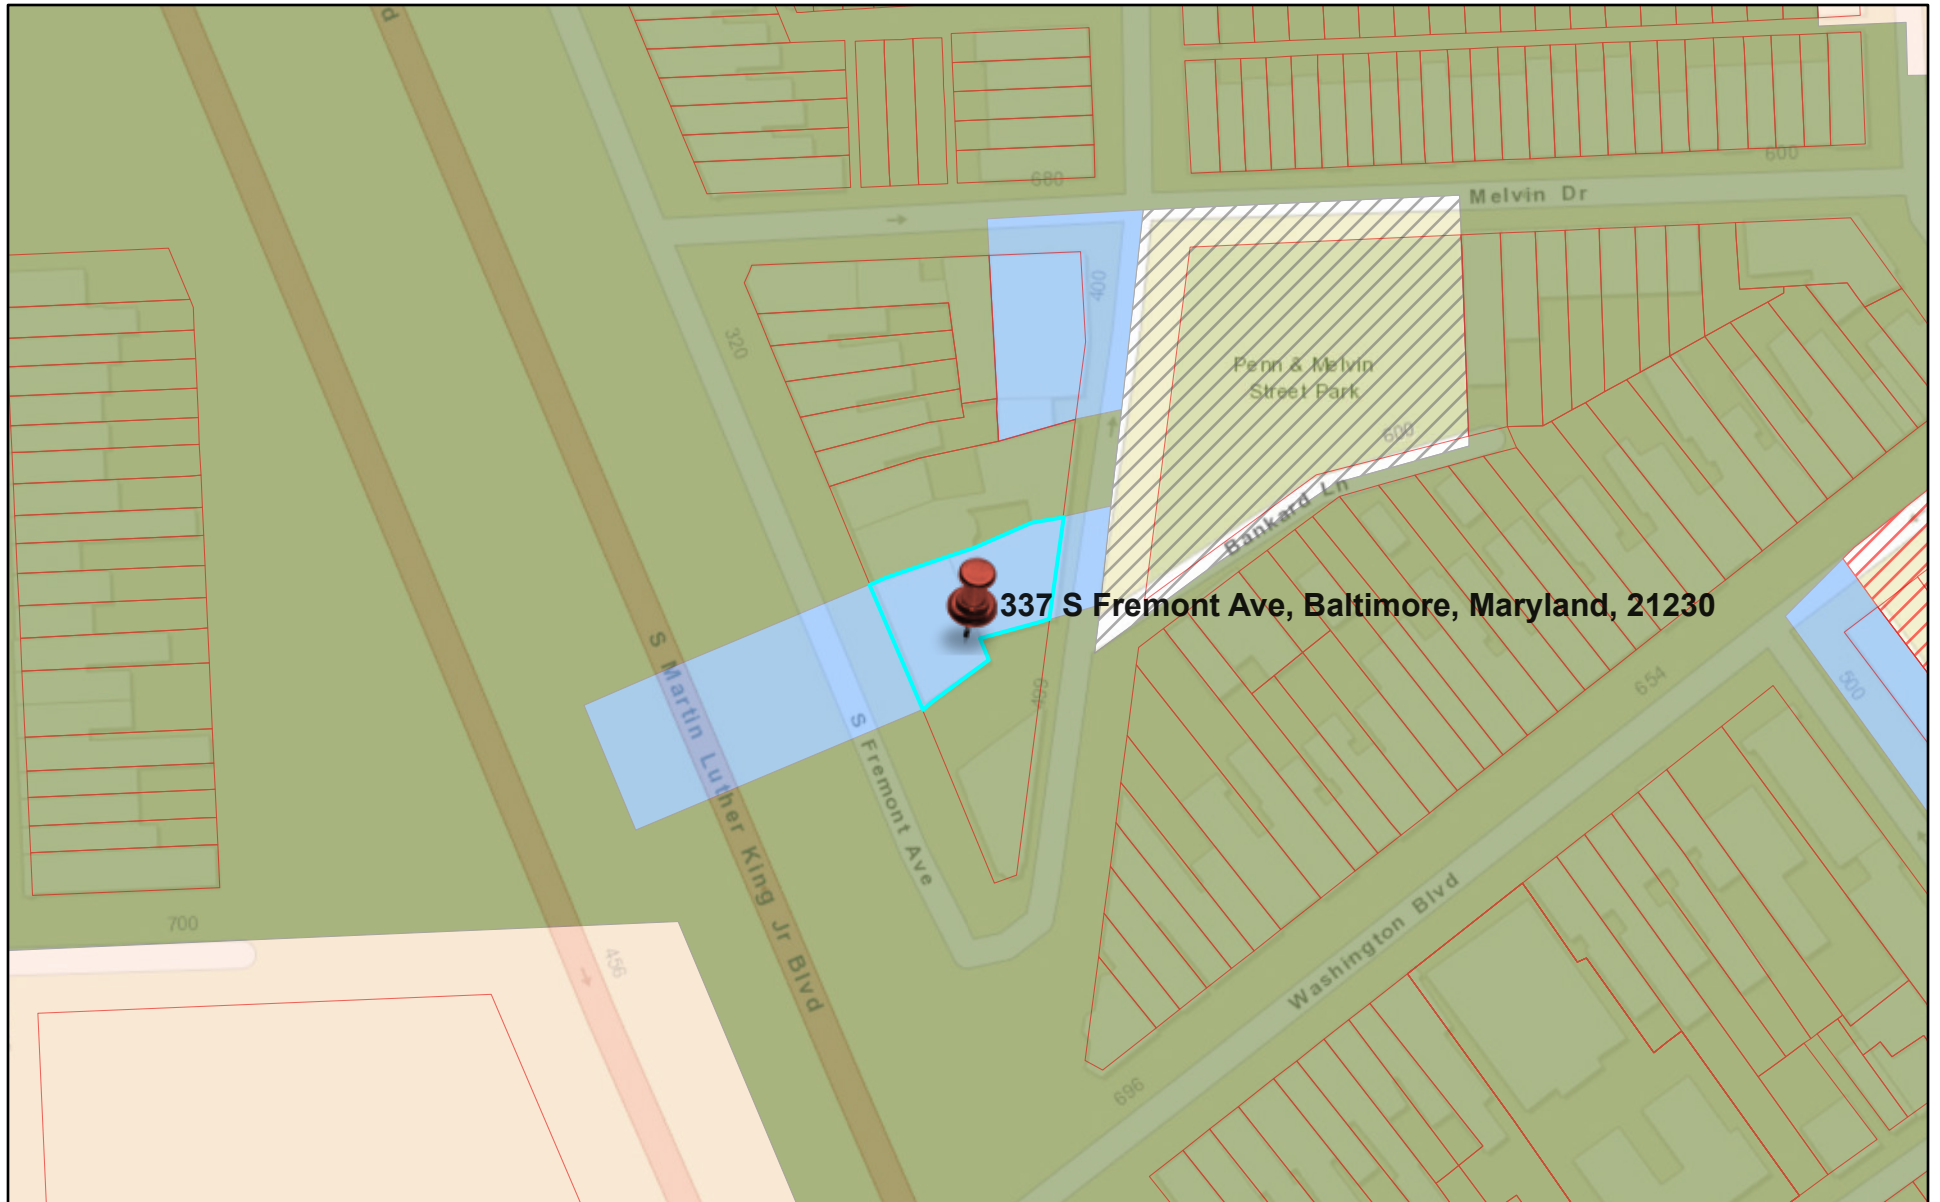 d
680
600
Melvin Dr
400
320
Penn & Melvin
Street Park
600
Bankard Ln
337 S Fremont Ave, Baltimore, Maryland, 21230
S Martin Luther King Jr Blvd
S Fremont Ave
499
654
500
700
456
Washington Blvd
696